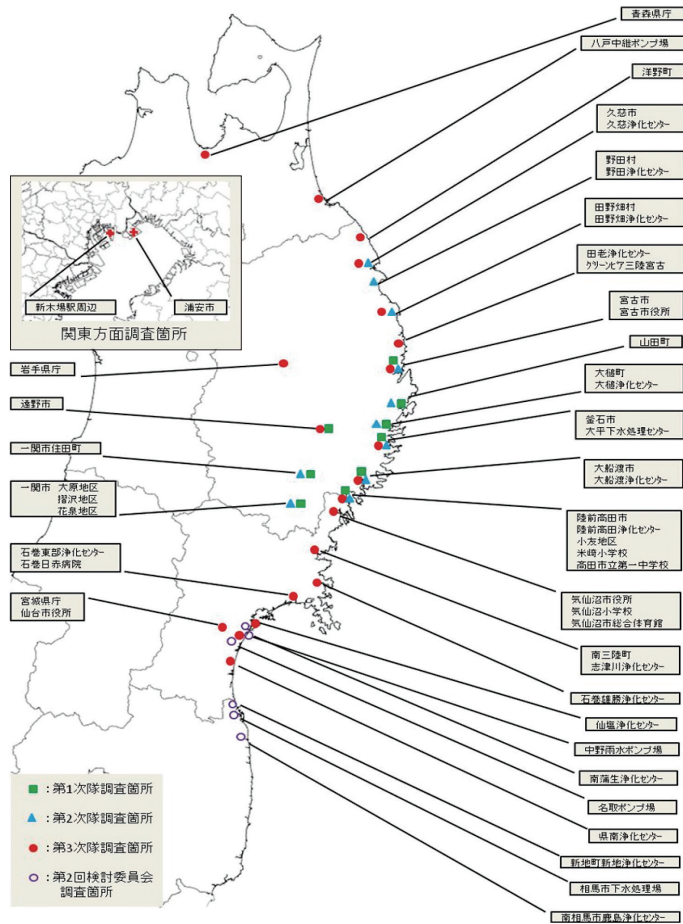 青森県庁
八戸中継ポンプ場
洋野町
久慈市
久慈浄化センター
野田村
野田浄化センター
田野畑村
田野畑浄化センター
田老浄化センター
グリーンピア三陸宮古
宮古市
宮古市役所
山田町
大槌町
大槌浄化センター
釜石市
大平下水処理センター
大船渡市
大船渡浄化センター
陸前高田市
陸前高田浄化センター
小友地区
米崎小学校
高田市立第一中学校
気仙沼市役所
気仙沼小学校
気仙沼市総合体育館
南三陸町
志津川浄化センター
石巻雄勝浄化センター
仙塩浄化センター
中野雨水ポンプ場
南蒲生浄化センター
名取ポンプ場
県南浄化センター
新地町新地浄化センター
相馬市下水処理場
南相馬市鹿島浄化センター
新木場駅周辺
浦安市
関東方面調査箇所
岩手県庁
遠野市
一関市住田町
一関市 大原地区
摺沢地区
花泉地区
石巻東部浄化センター
石巻日赤病院
宮城県庁
仙台市役所
:第1次隊調査箇所
:第2次隊調査箇所
:第3次隊調査箇所
:第2回検討委員会
調査箇所